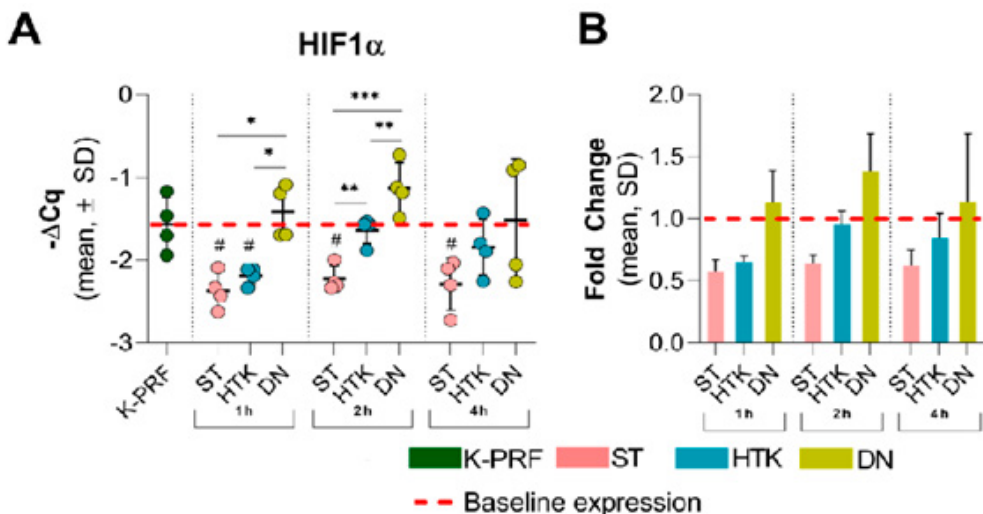 A
HIF1α
-ΔCq
(mean, ± SD)
0
-1
-2
-3
* * *** ** ** # # # #
K-PRF ST HTK DN ST HTK DN ST HTK DN
1h 2h 4h
B
Fold Change
(mean, SD)
2.0
1.5
1.0
0.5
0.0
ST HTK DN ST HTK DN ST HTK DN
1h 2h 4h
K-PRF ST HTK DN
Baseline expression